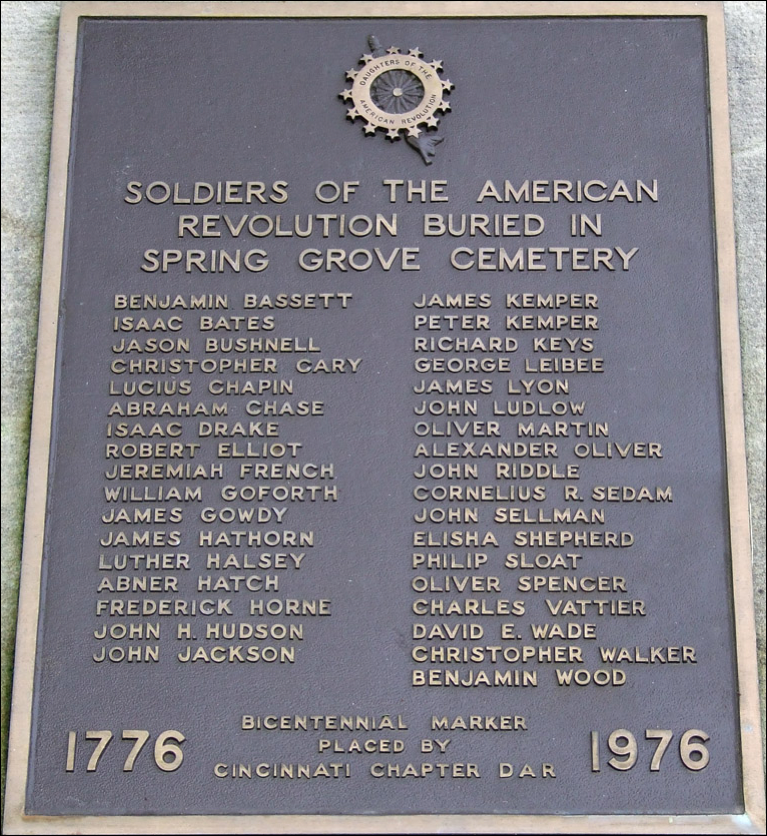 DAUGHTERS OF THE
AMERICAN REVOLUTION
SOLDIERS OF THE AMERICAN
REVOLUTION BURIED IN
SPRING GROVE CEMETERY
BENJAMIN BASSETT
ISAAC BATES
JASON BUSHNELL
CHRISTOPHER CARY
LUCIUS CHAPIN
ABRAHAM CHASE
ISAAC DRAKE
ROBERT ELLIOT
JEREMIAH FRENCH
WILLIAM GOFORTH
JAMES GOWDY
JAMES HATHORN
LUTHER HALSEY
ABNER HATCH
FREDERICK HORNE
JOHN H. HUDSON
JOHN JACKSON
JAMES KEMPER
PETER KEMPER
RICHARD KEYS
GEORGE LEIBEE
JAMES LYON
JOHN LUDLOW
OLIVER MARTIN
ALEXANDER OLIVER
JOHN RIDDLE
CORNELIUS R. SEDAM
JOHN SELLMAN
ELISHA SHEPHERD
PHILIP SLOAT
OLIVER SPENCER
CHARLES VATTIER
DAVID E. WADE
CHRISTOPHER WALKER
BENJAMIN WOOD
1776
BICENTENNIAL MARKER
PLACED BY
CINCINNATI CHAPTER DAR
1976